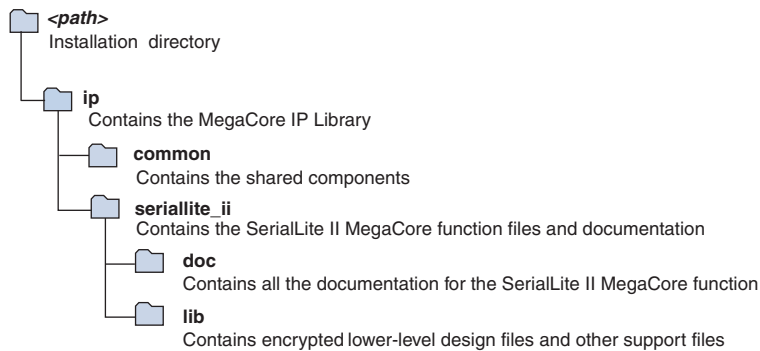 <path>
Installation directory
ip
Contains the MegaCore IP Library
common
Contains the shared components
seriallite_ii
Contains the SerialLite II MegaCore function files and documentation
doc
Contains all the documentation for the SerialLite II MegaCore function
lib
Contains encrypted lower-level design files and other support files